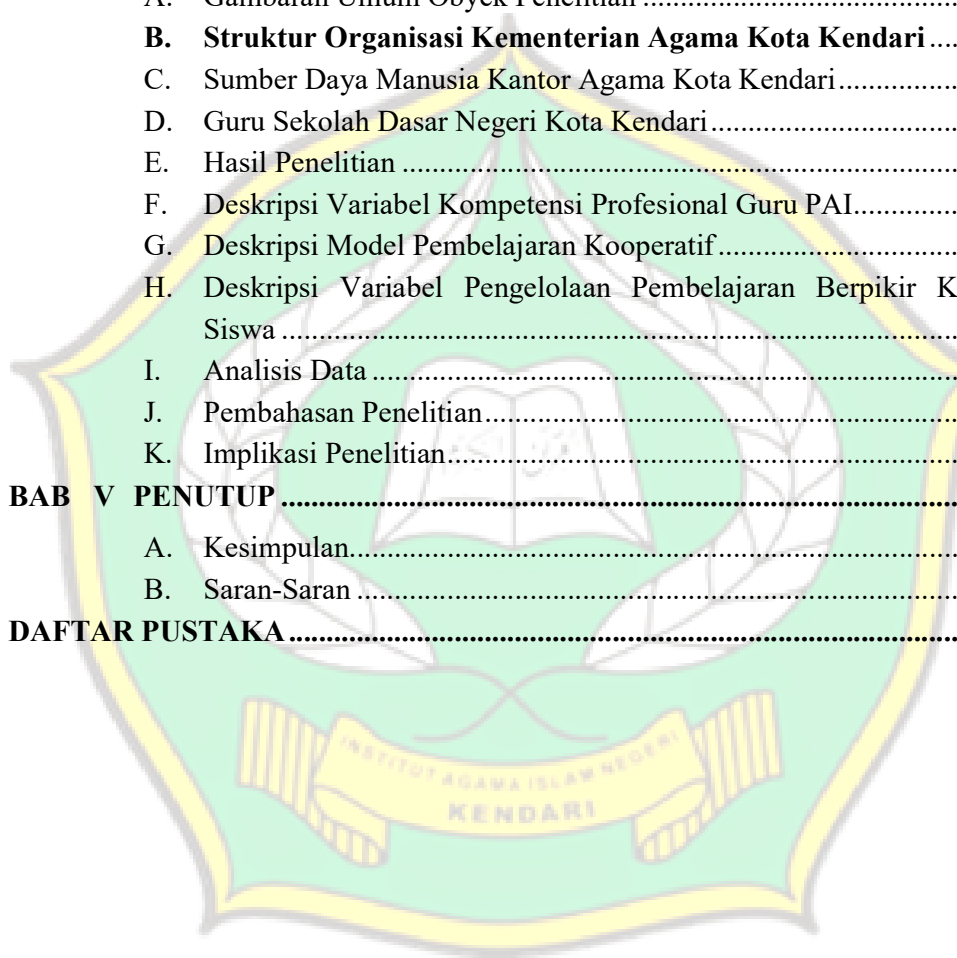 A. Gambaran Umum Obyek Penelitian ........................................
B. Struktur Organisasi Kementerian Agama Kota Kendari ....
C. Sumber Daya Manusia Kantor Agama Kota Kendari ...............
D. Guru Sekolah Dasar Negeri Kota Kendari ...............................
E. Hasil Penelitian .......................................................................
F. Deskripsi Variabel Kompetensi Profesional Guru PAI .............
G. Deskripsi Model Pembelajaran Kooperatif ..............................
H. Deskripsi Variabel Pengelolaan Pembelajaran Berpikir K
Siswa .......................................................................................
I. Analisis Data ...........................................................................
J. Pembahasan Penelitian ............................................................
K. Implikasi Penelitian .................................................................
BAB V PENUTUP ...........................................................................
A. Kesimpulan ..............................................................................
B. Saran-Saran .............................................................................
DAFTAR PUSTAKA ..........................................................................
INSTITUT AGAMA ISLAM NEGERI
KENDARI